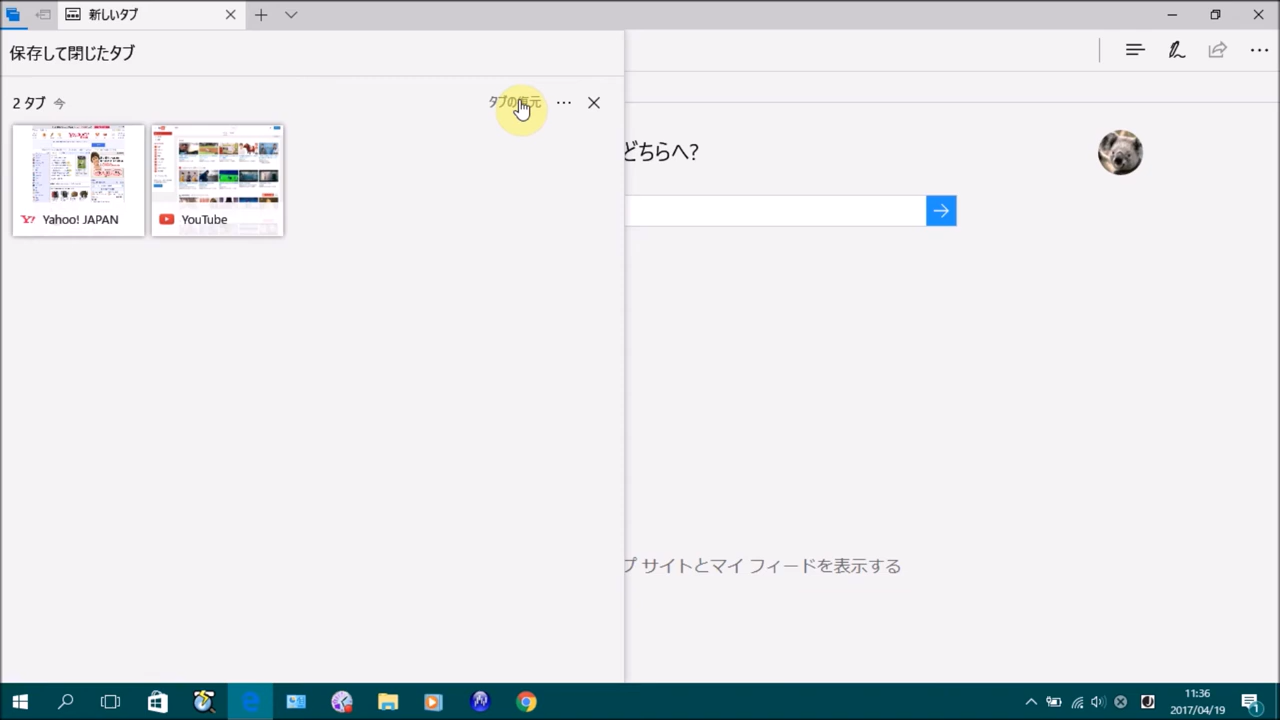 新しいタブ
保存して閉じたタブ
2 タブ 今
タブの復元
Yahoo! JAPAN
YouTube
どちらへ?
プ サイトとマイ フィードを表示する
11:36
2017/04/19
1